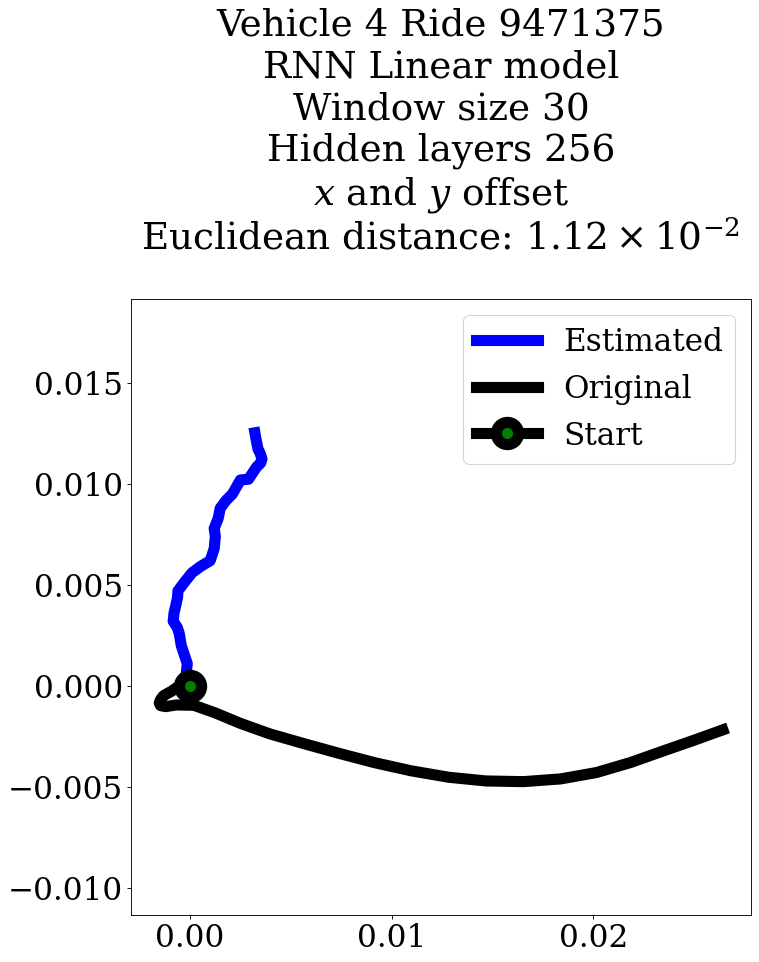 Vehicle 4 Ride 9471375
RNN Linear model
Window size 30
Hidden layers 256
x and y offset
Euclidean distance: 1.12 × 10⁻²
Estimated
Original
Start
0.015
0.010
0.005
0.000
−0.005
−0.010
0.00 0.01 0.02